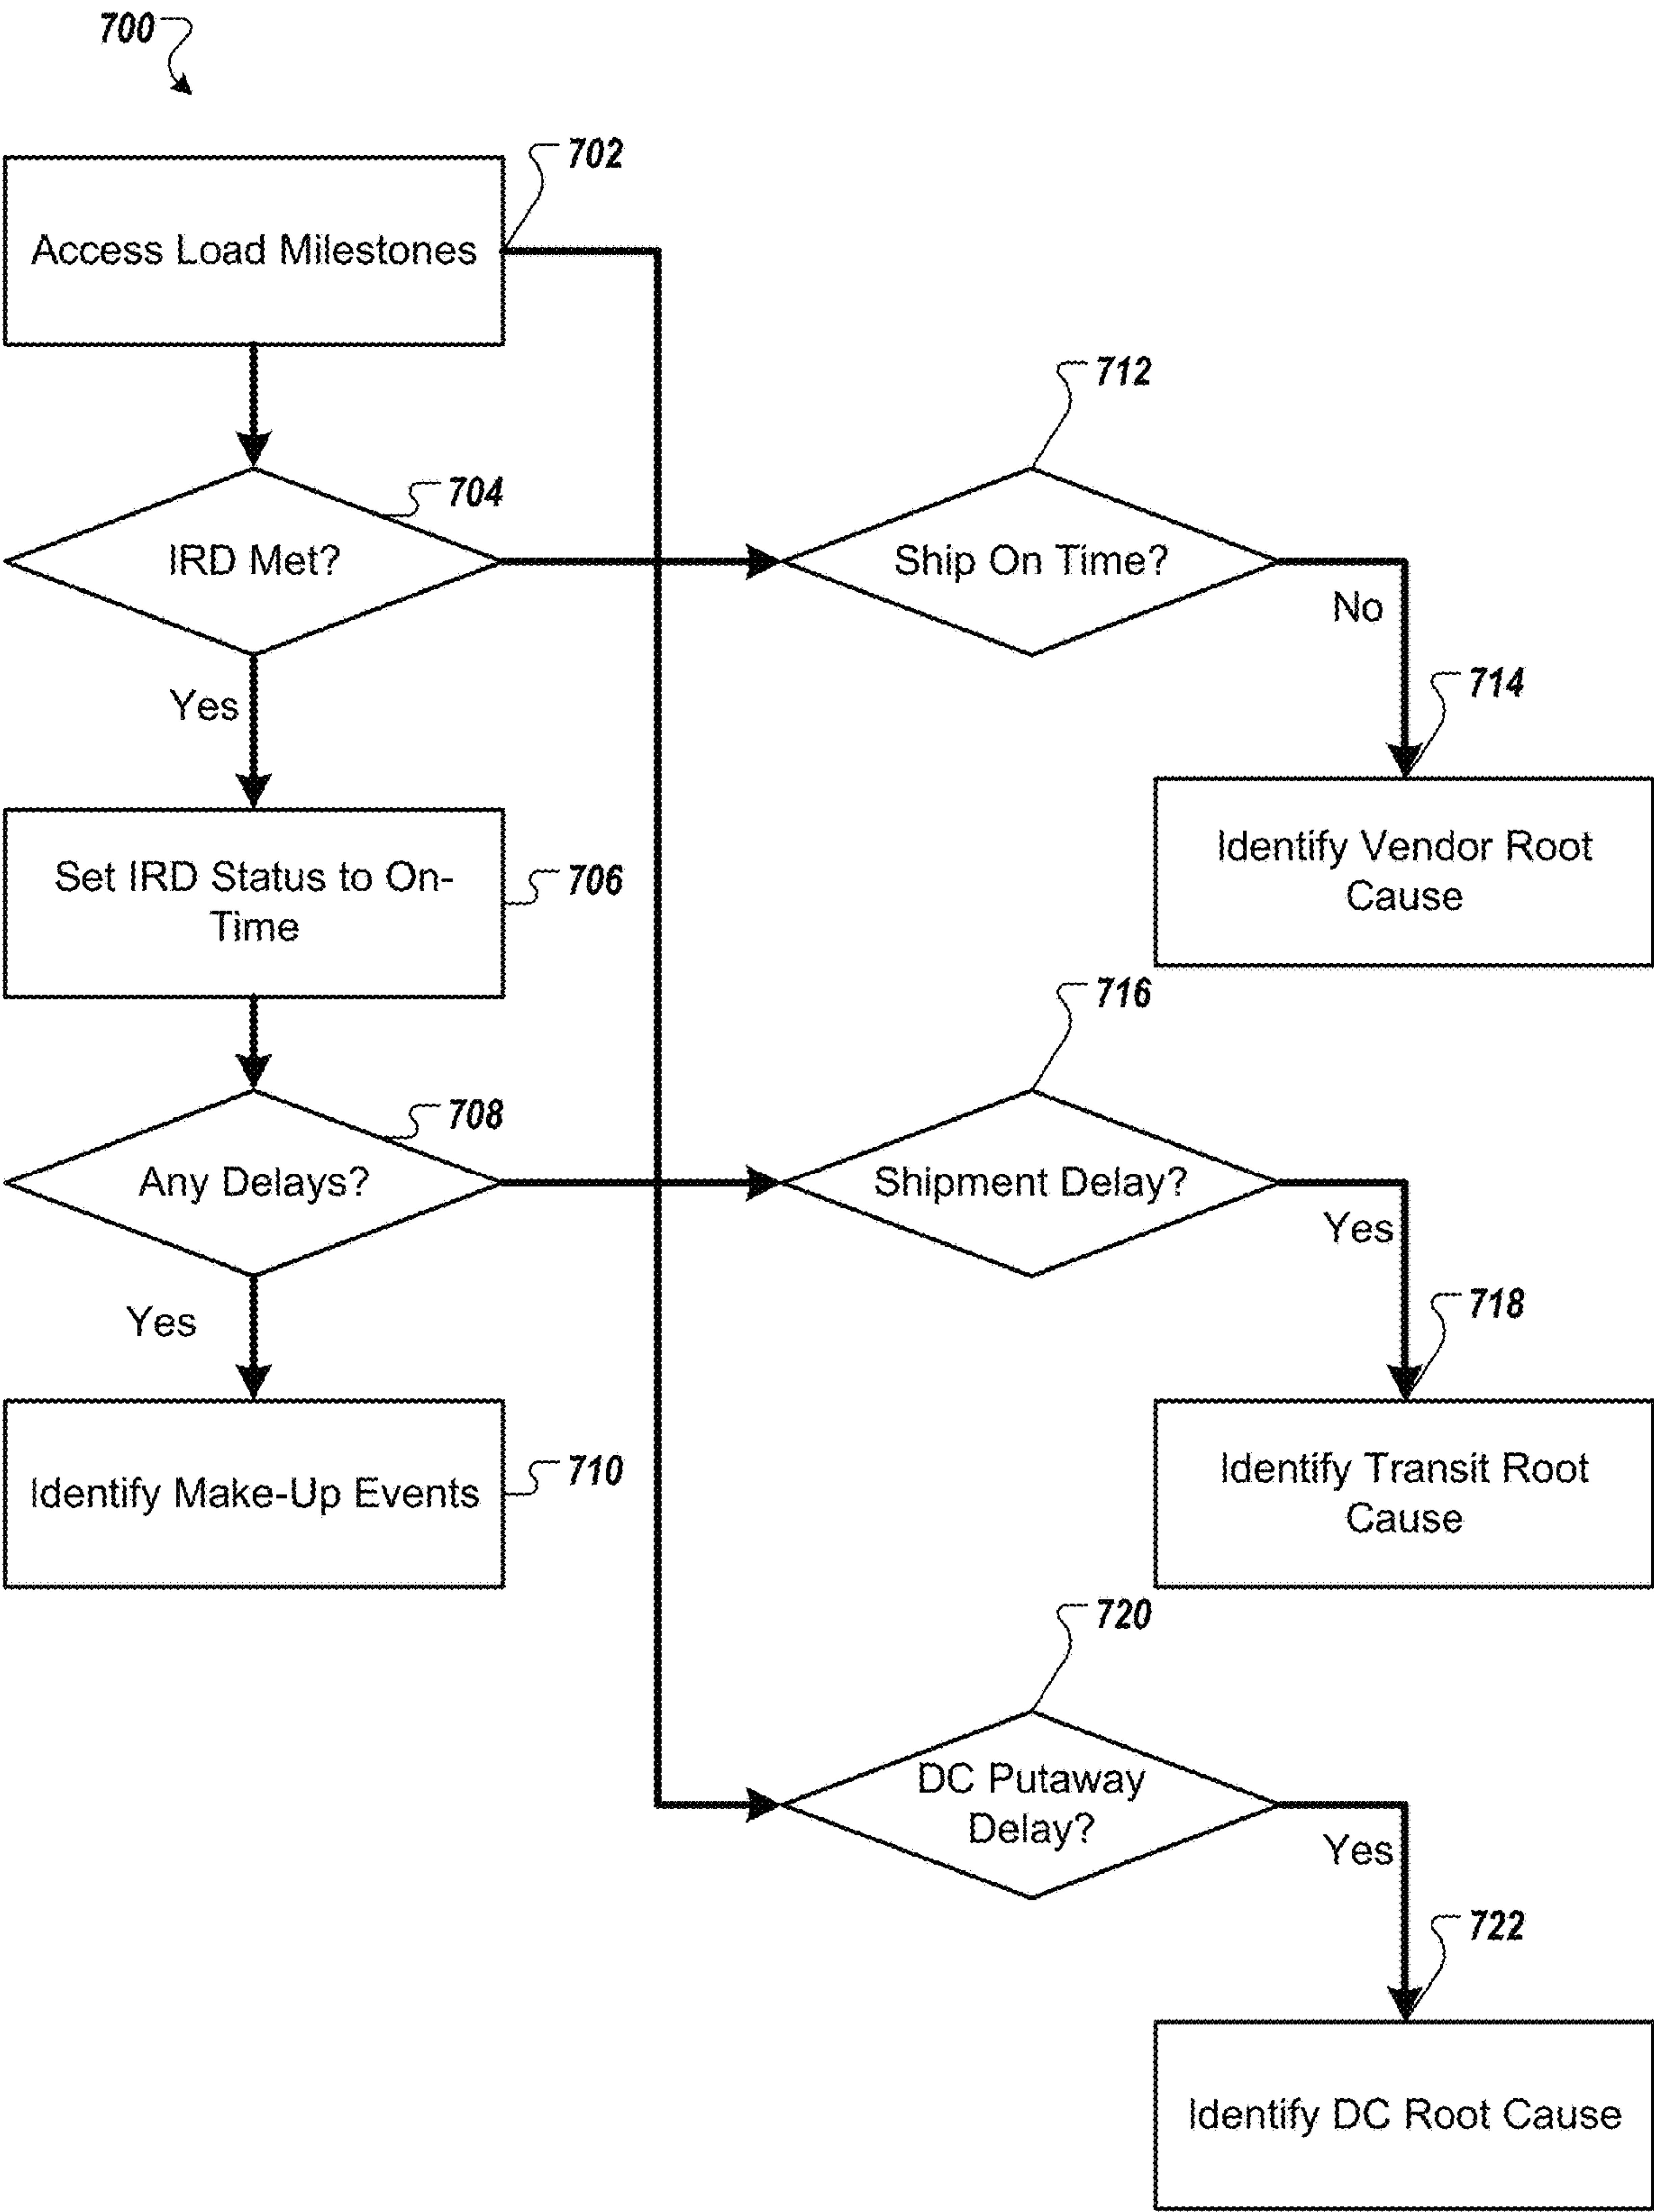 700
702
Access Load Milestones
712
704
IRD Met?
Ship On Time?
No
Yes
714
Identify Vendor Root
Cause
Set IRD Status to On-
Time
706
716
708
Any Delays?
Shipment Delay?
Yes
Yes
718
Identify Make-Up Events
710
Identify Transit Root
Cause
720
DC Putaway
Delay?
Yes
722
Identify DC Root Cause